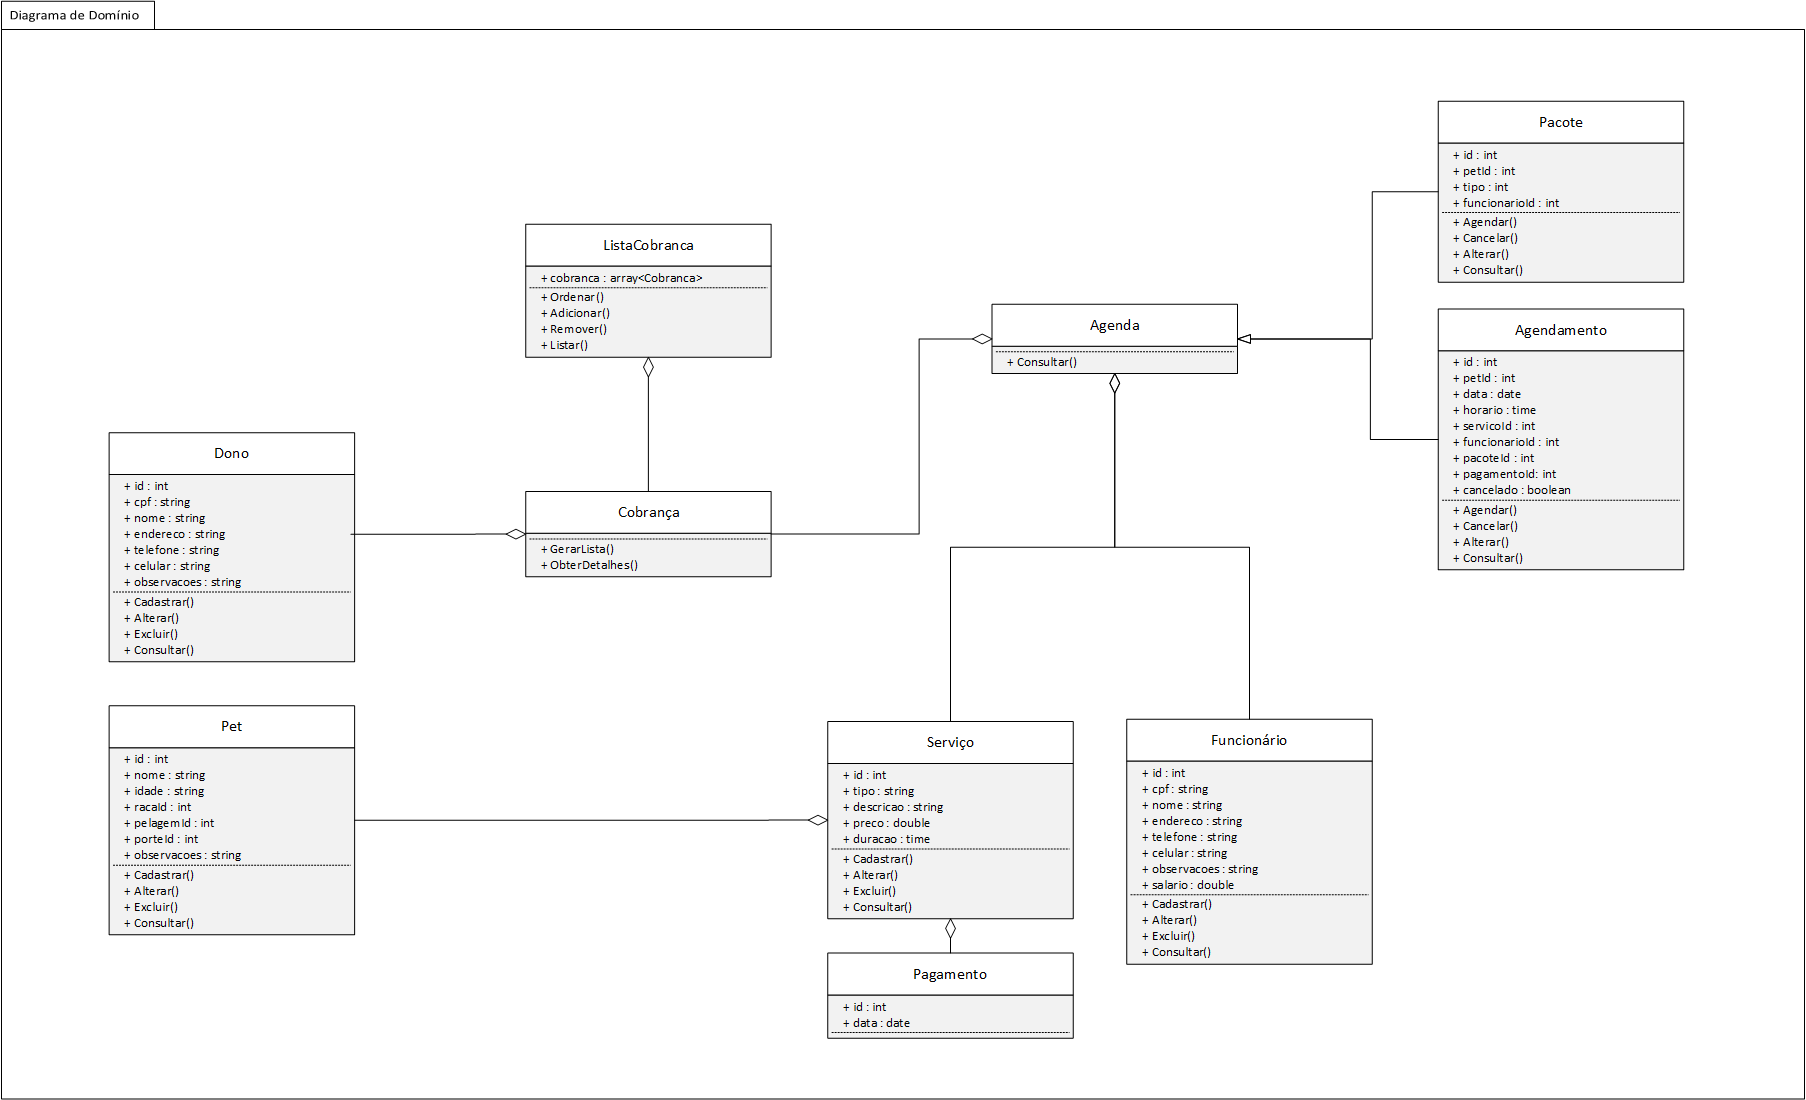 Diagrama de Domínio
Pacote
+ id : int
+ petId : int
+ tipo : int
+ funcionarioId : int
+ Agendar()
+ Cancelar()
+ Alterar()
+ Consultar()
ListaCobranca
+ cobranca : array<Cobranca>
+ Ordenar()
+ Adicionar()
+ Remover()
+ Listar()
Agenda
+ Consultar()
Agendamento
+ id : int
+ petId : int
+ data : date
+ horario : time
+ servicoId : int
+ funcionarioId : int
+ pacoteId : int
+ pagamentoId: int
+ cancelado : boolean
+ Agendar()
+ Cancelar()
+ Alterar()
+ Consultar()
Dono
+ id : int
+ cpf : string
+ nome : string
+ endereco : string
+ telefone : string
+ celular : string
+ observacoes : string
+ Cadastrar()
+ Alterar()
+ Excluir()
+ Consultar()
Cobrança
+ GerarLista()
+ ObterDetalhes()
Pet
+ id : int
+ nome : string
+ idade : string
+ racaId : int
+ pelagemId : int
+ porteId : int
+ observacoes : string
+ Cadastrar()
+ Alterar()
+ Excluir()
+ Consultar()
Serviço
+ id : int
+ tipo : string
+ descricao : string
+ preco : double
+ duracao : time
+ Cadastrar()
+ Alterar()
+ Excluir()
+ Consultar()
Funcionário
+ id : int
+ cpf : string
+ nome : string
+ endereco : string
+ telefone : string
+ celular : string
+ observacoes : string
+ salario : double
+ Cadastrar()
+ Alterar()
+ Excluir()
+ Consultar()
Pagamento
+ id : int
+ data : date